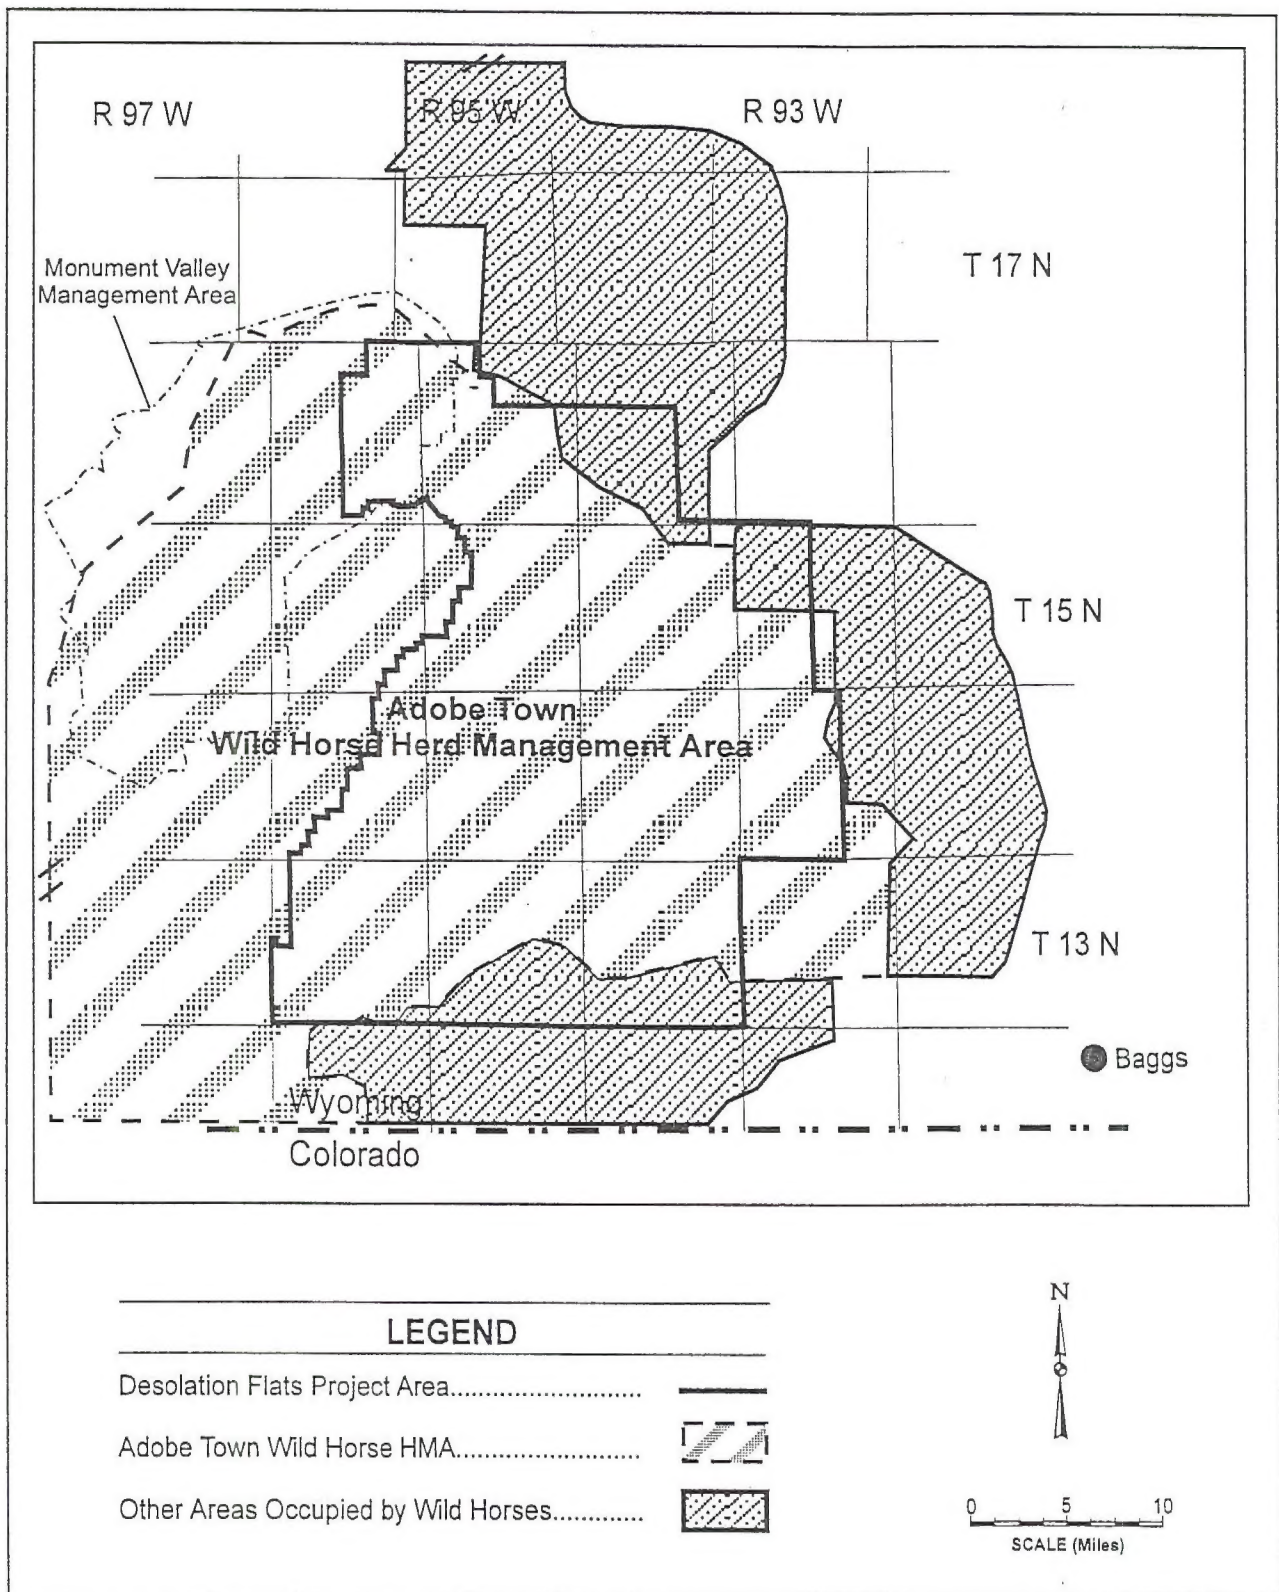 R 97 W
R 95 W
R 93 W
Monument Valley
Management Area
T 17 N
T 15 N
Adobe Town
Wild Horse Herd Management Area
T 13 N
Baggs
Wyoming
Colorado
LEGEND
Desolation Flats Project Area............................
Adobe Town Wild Horse HMA...........................
Other Areas Occupied by Wild Horses.............
N
0 5 10
SCALE (Miles)